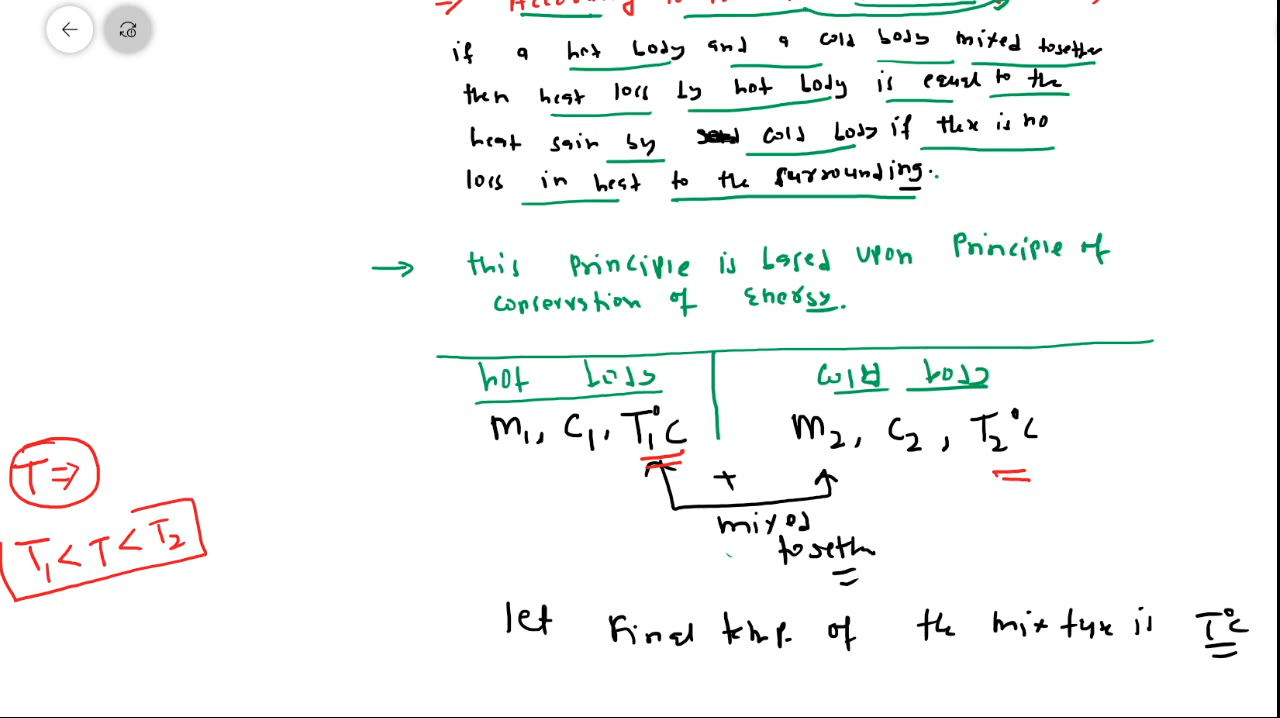 ⇒ According to
if a hot body and a cold body mixed together
then heat loss by hot body is equal to the
heat gain by cold body if ther is no
loss in heat to the surrounding.
→ this principle is based upon Principle of
conservation of Energy.
hot body cold body
m₁, C₁, T₁°C m₂, C₂, T₂°C
+
mixed
together
T ⇒
T₁ < T < T₂
let Final temp. of the mixture is T°C